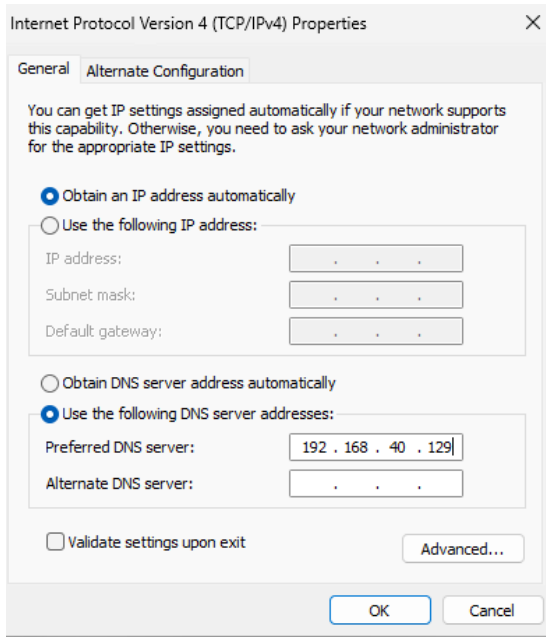 Internet Protocol Version 4 (TCP/IPv4) Properties
General Alternate Configuration
You can get IP settings assigned automatically if your network supports
this capability. Otherwise, you need to ask your network administrator
for the appropriate IP settings.
Obtain an IP address automatically
Use the following IP address:
IP address: . . .
Subnet mask: . . .
Default gateway: . . .
Obtain DNS server address automatically
Use the following DNS server addresses:
Preferred DNS server: 192 . 168 . 40 . 129
Alternate DNS server: . . .
Validate settings upon exit
Advanced...
OK Cancel